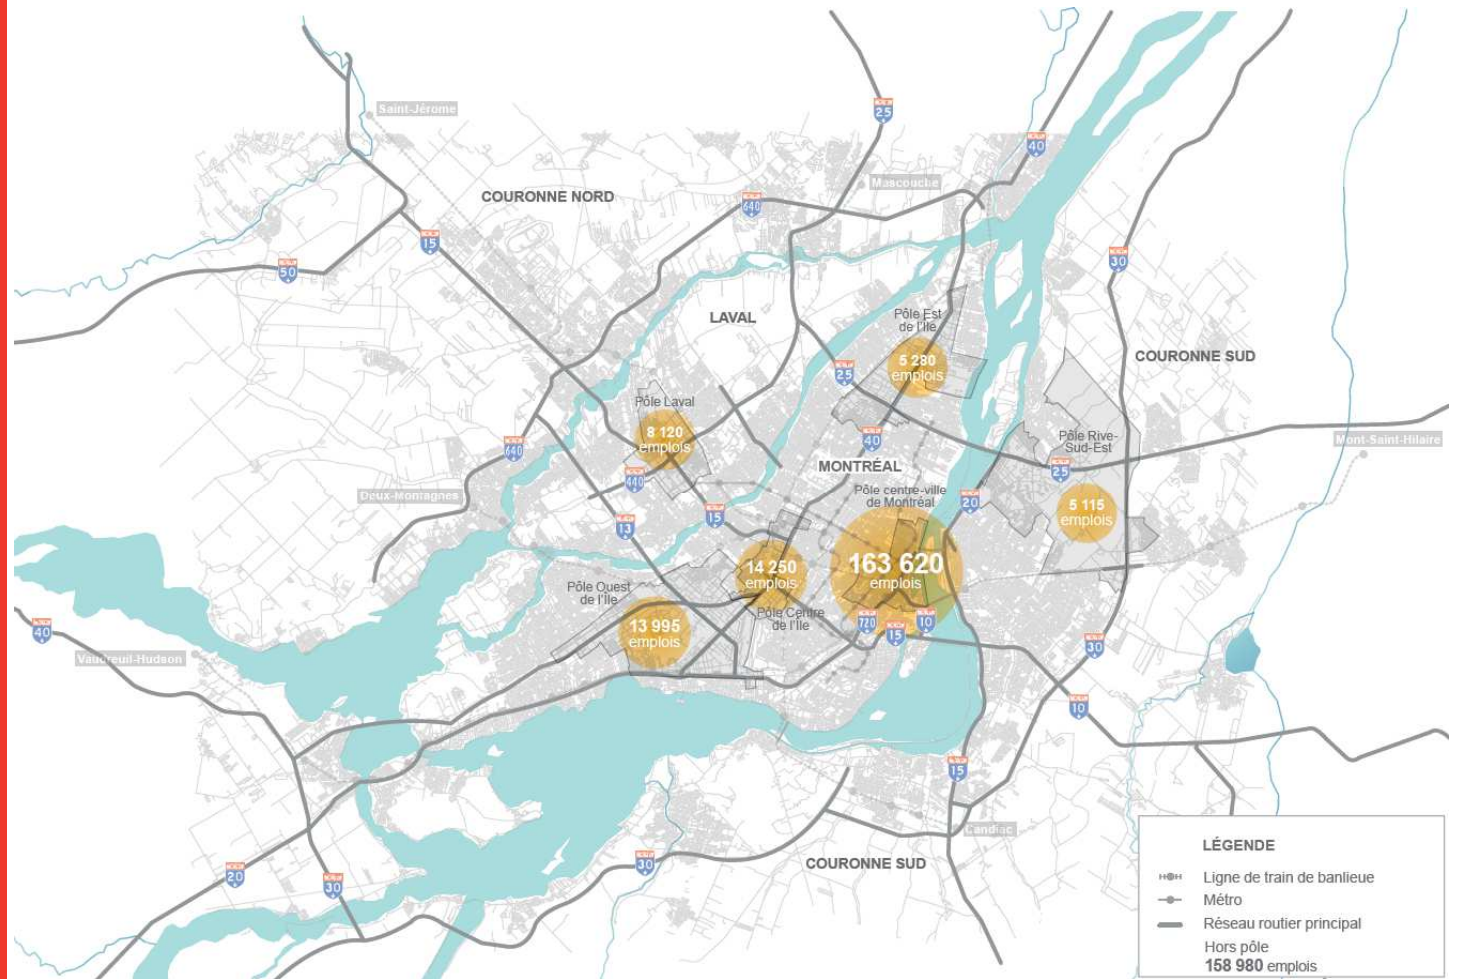 25
40
Saint-Jérome
Mascouche
COURONNE NORD
640
15
30
50
LAVAL
Pôle Est
de l'Ile
5 280
emplois
COURONNE SUD
25
Pôle Laval
8 120
emplois
40
Pôle Rive-
Sud-Est
Mont-Saint-Hilaire
640
MONTRÉAL
25
440
Deux-Montagnes
Pôle centre-ville
de Montréal
20
5 115
emplois
15
13
163 620
emplois
14 250
emplois
Pôle Ouest
de l'Ile
Pôle Centre
de l'Ile
13 995
emplois
720
15
10
40
30
Vaudreuil-Hudson
10
15
Candiac
COURONNE SUD
30
20
30
LÉGENDE
Ligne de train de banlieue
Métro
Réseau routier principal
Hors pôle
158 980 emplois